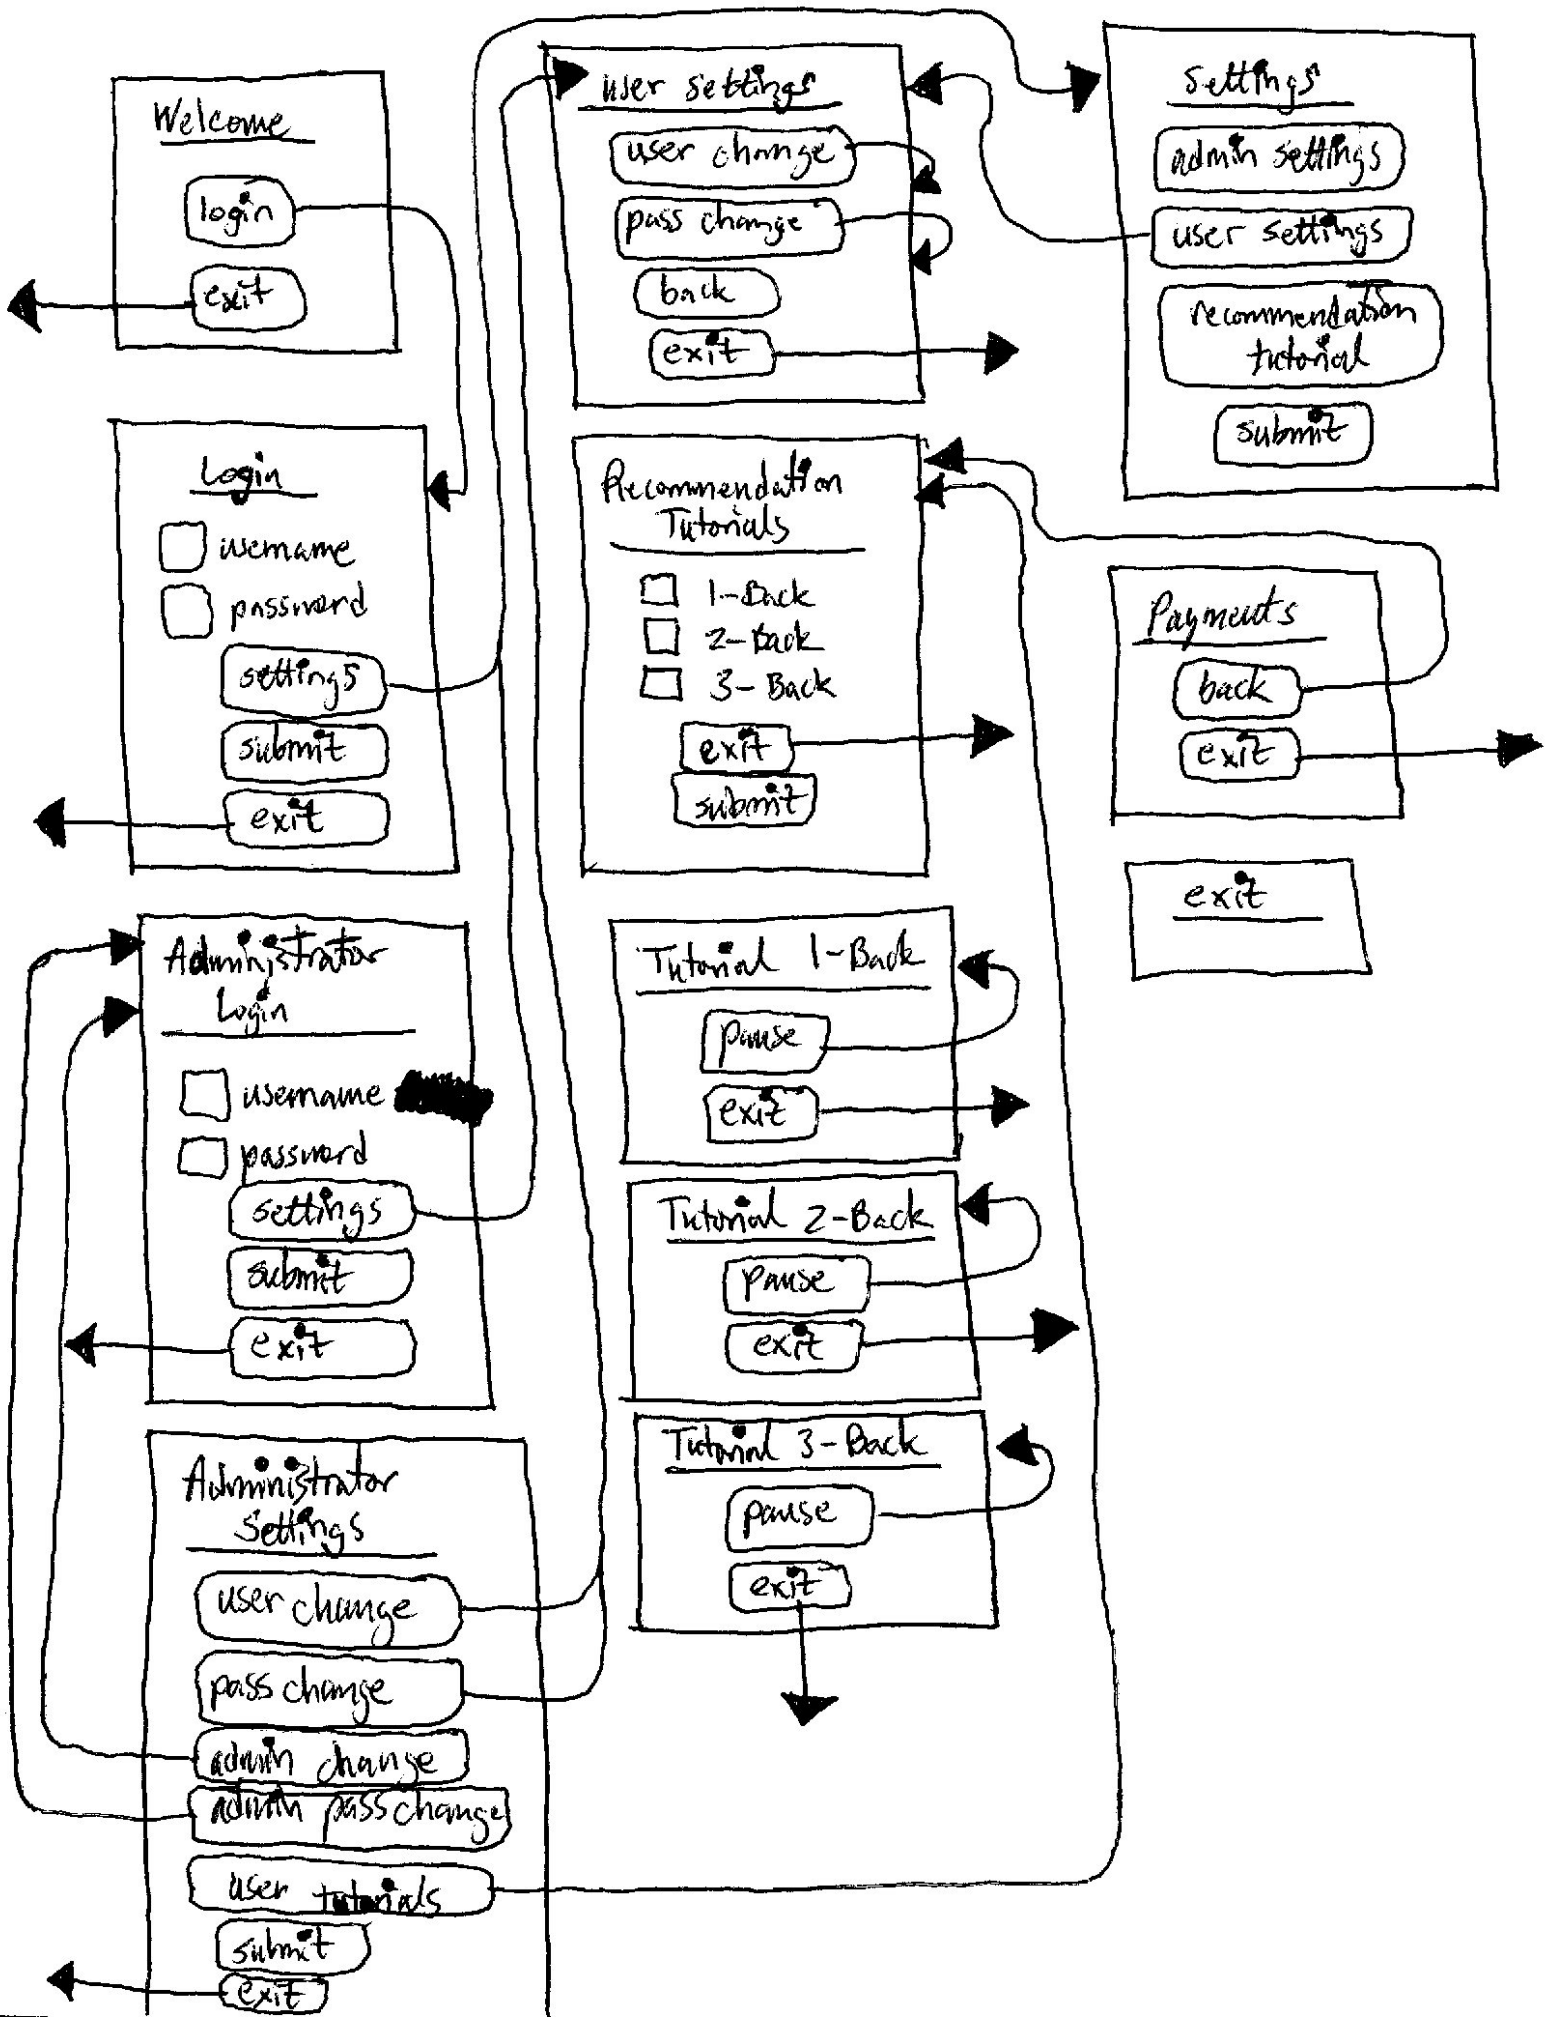 Welcome
login
exit
Login
username
password
settings
submit
exit
Administrator
Login
username
password
settings
submit
exit
Administrator
Settings
user change
pass change
admin change
admin pass change
user tutorials
submit
exit
user settings
user change
pass change
back
exit
Recommendation
Tutorials
1-Back
2-Back
3-Back
exit
submit
Tutorial 1-Back
pause
exit
Tutorial 2-Back
pause
exit
Tutorial 3-Back
pause
exit
Settings
admin settings
user settings
recommendation
tutorial
submit
Payments
back
exit
exit